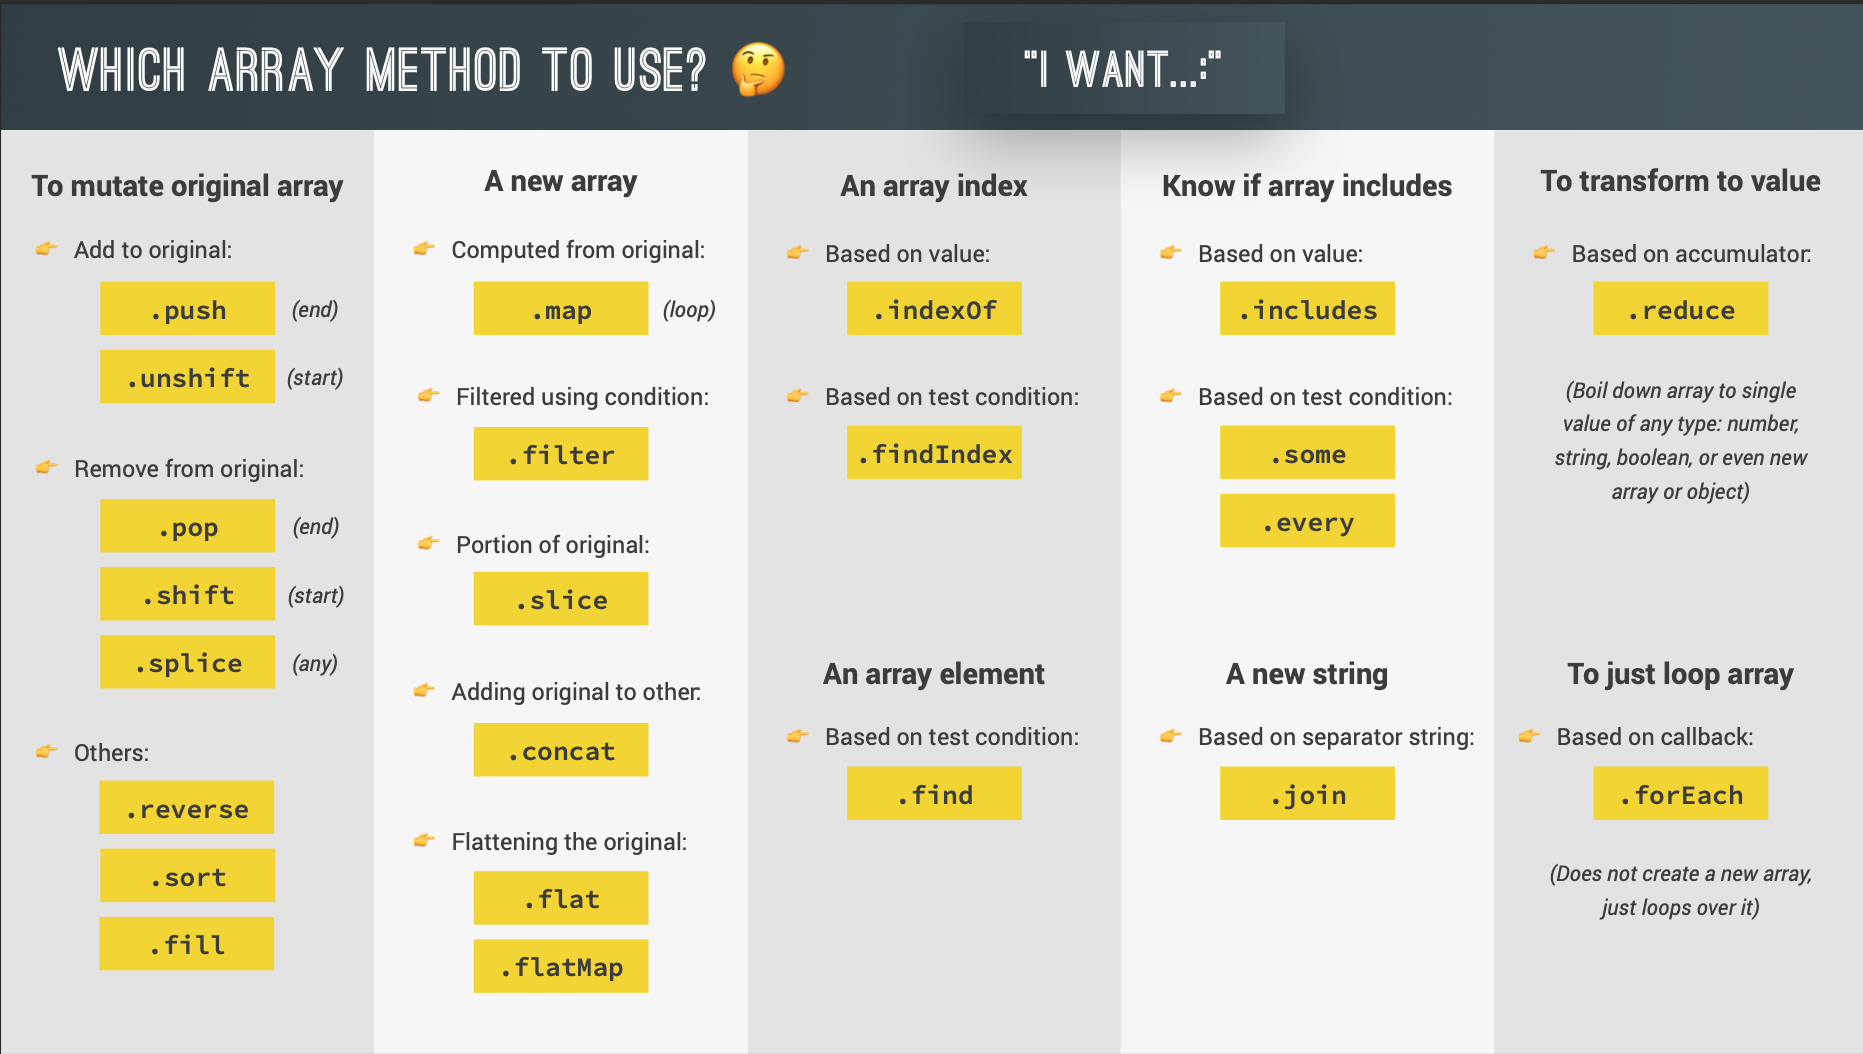 WHICH ARRAY METHOD TO USE? 🤔
"I WANT...:"
To mutate original array
👉 Add to original:
.push (end)
.unshift (start)
👉 Remove from original:
.pop (end)
.shift (start)
.splice (any)
👉 Others:
.reverse
.sort
.fill
A new array
👉 Computed from original:
.map (loop)
👉 Filtered using condition:
.filter
👉 Portion of original:
.slice
👉 Adding original to other:
.concat
👉 Flattening the original:
.flat
.flatMap
An array index
👉 Based on value:
.indexOf
👉 Based on test condition:
.findIndex
An array element
👉 Based on test condition:
.find
Know if array includes
👉 Based on value:
.includes
👉 Based on test condition:
.some
.every
A new string
👉 Based on separator string:
.join
To transform to value
👉 Based on accumulator:
.reduce
(Boil down array to single
value of any type: number,
string, boolean, or even new
array or object)
To just loop array
👉 Based on callback:
.forEach
(Does not create a new array,
just loops over it)